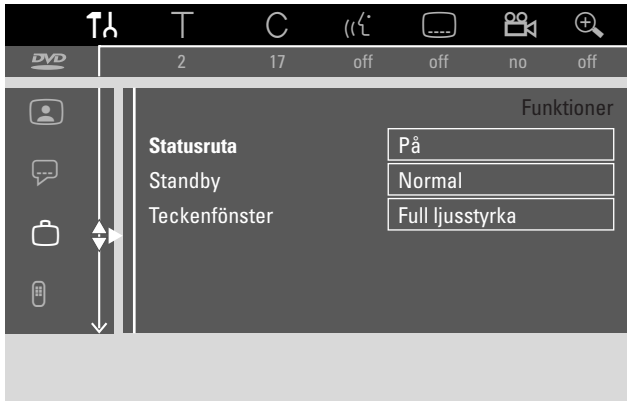 T C
DVD 2 17 off off no off
Funktioner
Statusruta På
Standby Normal
Teckenfönster Full ljusstyrka